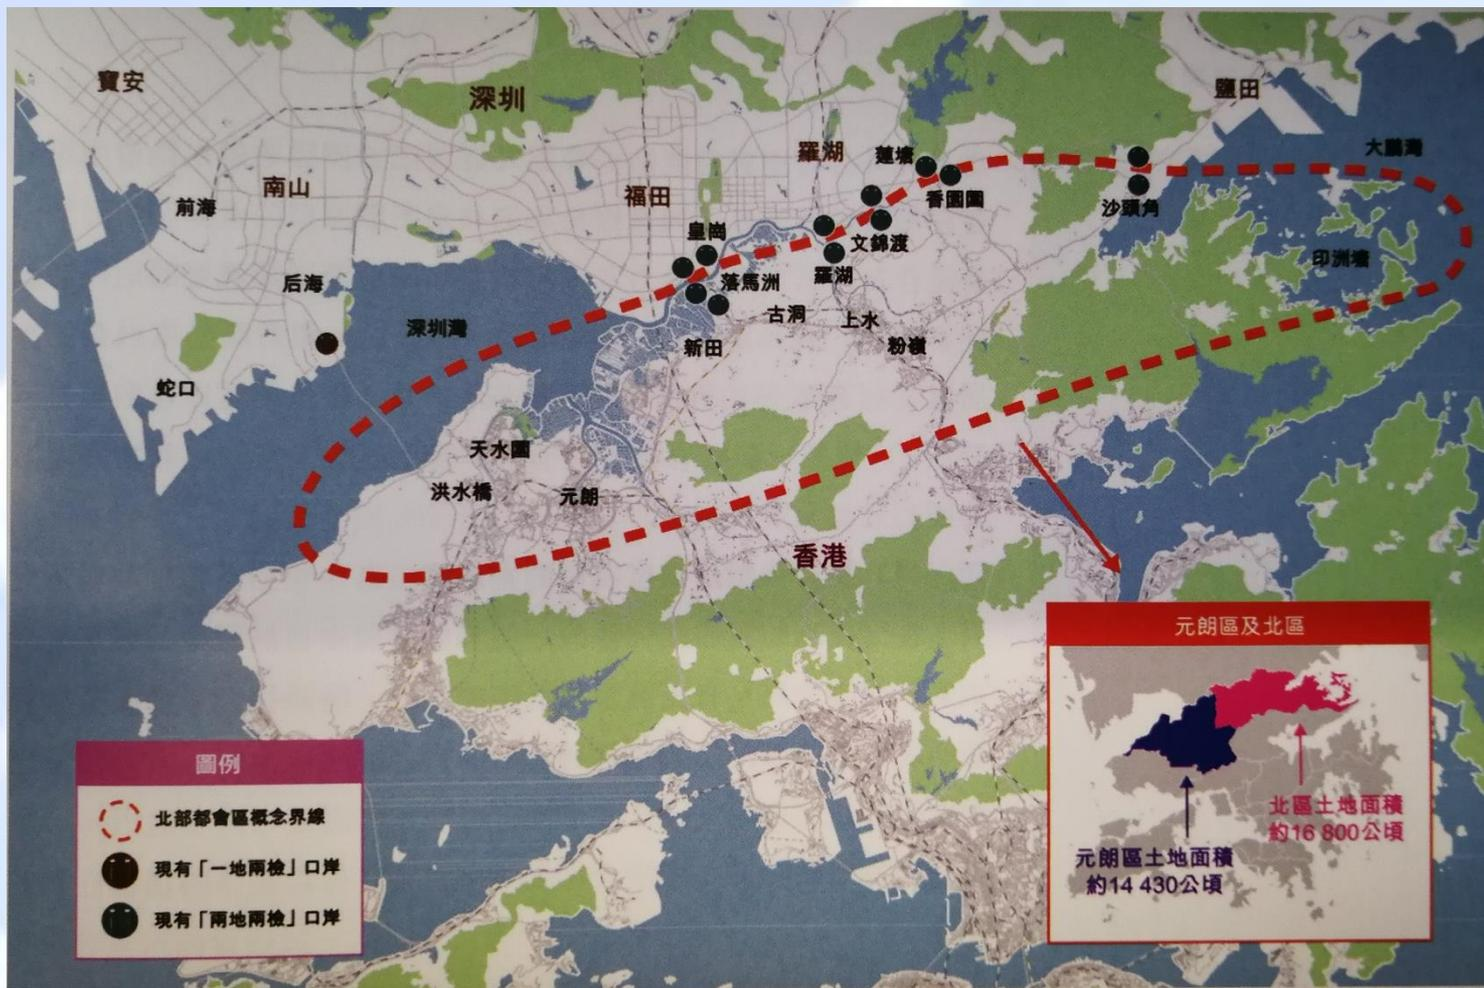 寶安
深圳
鹽田
大鵬灣
羅湖
蓮塘
南山
福田
前海
香園圍
沙頭角
皇崗
文錦渡
印洲塘
后海
落馬洲
羅湖
深圳灣
古洞
上水
新田
粉嶺
蛇口
天水圍
洪水橋
元朗
香港
元朗區及北區
北區土地面積
約16 800公頃
元朗區土地面積
約14 430公頃
圖例
北部都會區概念界線
現有「一地兩檢」口岸
現有「兩地兩檢」口岸